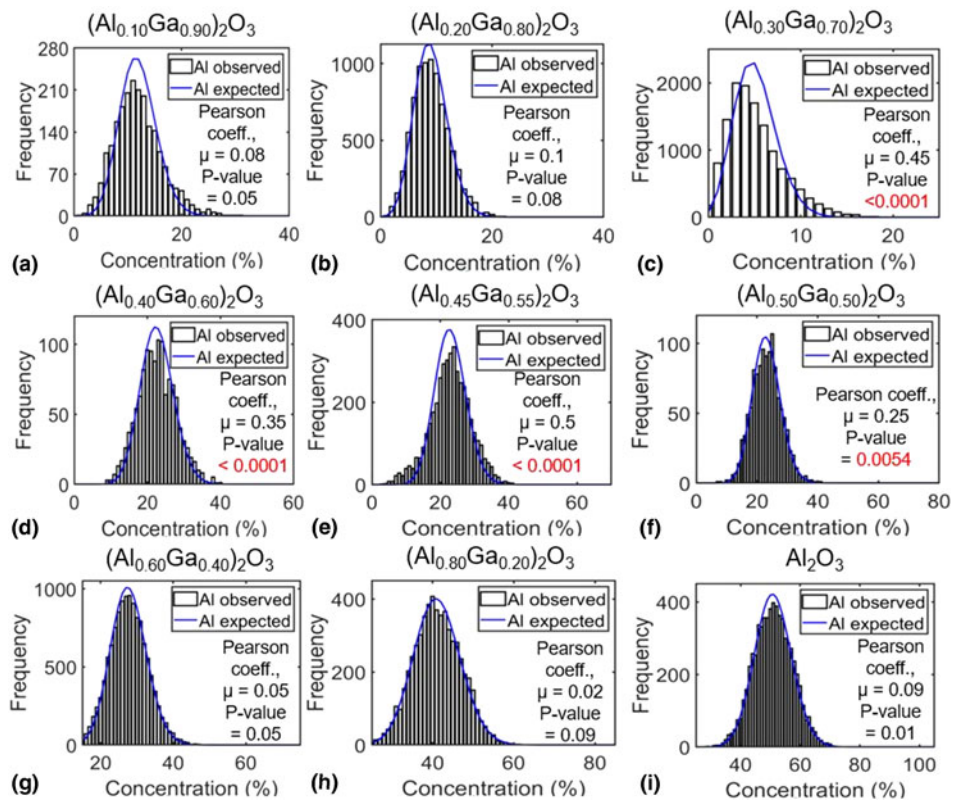 (Al0.10Ga0.90)2O3
280
210
140
70
0
Frequency
Al observed
Al expected
Pearson
coeff.,
μ = 0.08
P-value
= 0.05
0 20 40
(a) Concentration (%)
(Al0.20Ga0.80)2O3
1000
500
0
Frequency
Al observed
Al expected
Pearson
coeff.,
μ = 0.1
P-value
= 0.08
0 20 40
(b) Concentration (%)
(Al0.30Ga0.70)2O3
2000
1000
0
Frequency
Al observed
Al expected
Pearson
coeff.,
μ = 0.45
P-value
<0.0001
0 10 20
(c) Concentration (%)
(Al0.40Ga0.60)2O3
100
50
0
Frequency
Al observed
Al expected
Pearson
coeff.,
μ = 0.35
P-value
< 0.0001
0 20 40 60
(d) Concentration (%)
(Al0.45Ga0.55)2O3
400
200
0
Frequency
Al observed
Al expected
Pearson
coeff.,
μ = 0.5
P-value
< 0.0001
0 20 40 60
(e) Concentration (%)
(Al0.50Ga0.50)2O3
100
50
0
Frequency
Al observed
Al expected
Pearson coeff.,
μ = 0.25
P-value
= 0.0054
0 20 40 60 80
(f) Concentration (%)
(Al0.60Ga0.40)2O3
1000
500
0
Frequency
Al observed
Al expected
Pearson
coeff.,
μ = 0.05
P-value
= 0.05
20 40 60 80
(g) Concentration (%)
(Al0.80Ga0.20)2O3
400
200
0
Frequency
Al observed
Al expected
Pearson
coeff.,
μ = 0.02
P-value
= 0.09
40 60 80
(h) Concentration (%)
Al2O3
400
200
0
Frequency
Al observed
Al expected
Pearson
coeff.,
μ = 0.09
P-value
= 0.01
40 60 80 100
(i) Concentration (%)